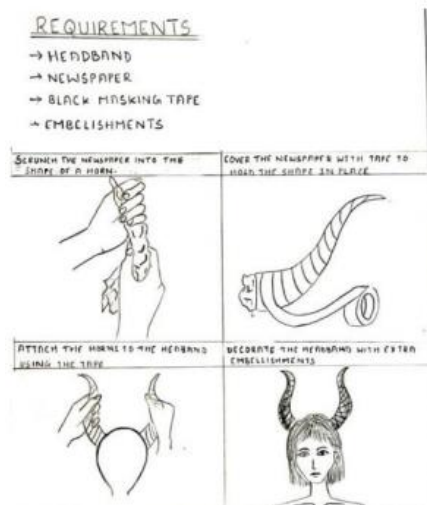 REQUIREMENTS
→ HEADBAND
→ NEWSPAPER
→ BLACK MASKING TAPE
→ EMBELISHMENTS
SCRUNCH THE NEWSPAPER INTO THE
SHAPE OF A HORN.
COVER THE NEWSPAPER WITH TAPE TO
HOLD THE SHAPE IN PLACE
ATTACH THE HORNS TO THE HEADBAND
USING THE TAPE
DECORATE THE HEADBAND WITH EXTRA
EMBELLISHMENTS